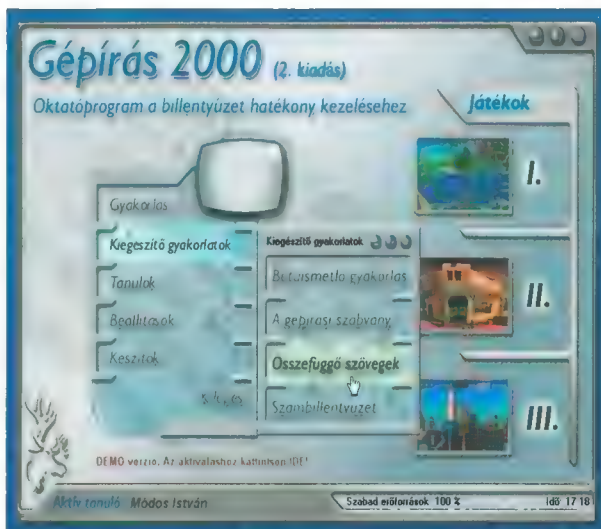 Gépírás 2000 (2. kiadás)
Oktatóprogram a billentyűzet hatékony kezeléséhez
Játékok
I.
Gyakorlás
Kiegészítő gyakorlatok
Tanulók
Beállítások
Készítők
Kiegészítő gyakorlatok
Betűismétlő gyakorlás
A gépírási szabvány
Összefüggő szövegek
Számbillentyűzet
II.
III.
DEMO verzió. Az aktiváláshoz kattintson IDE!
Aktív tanuló: Módos István
Szabad erőforrások 100 %
Idő: 17 18